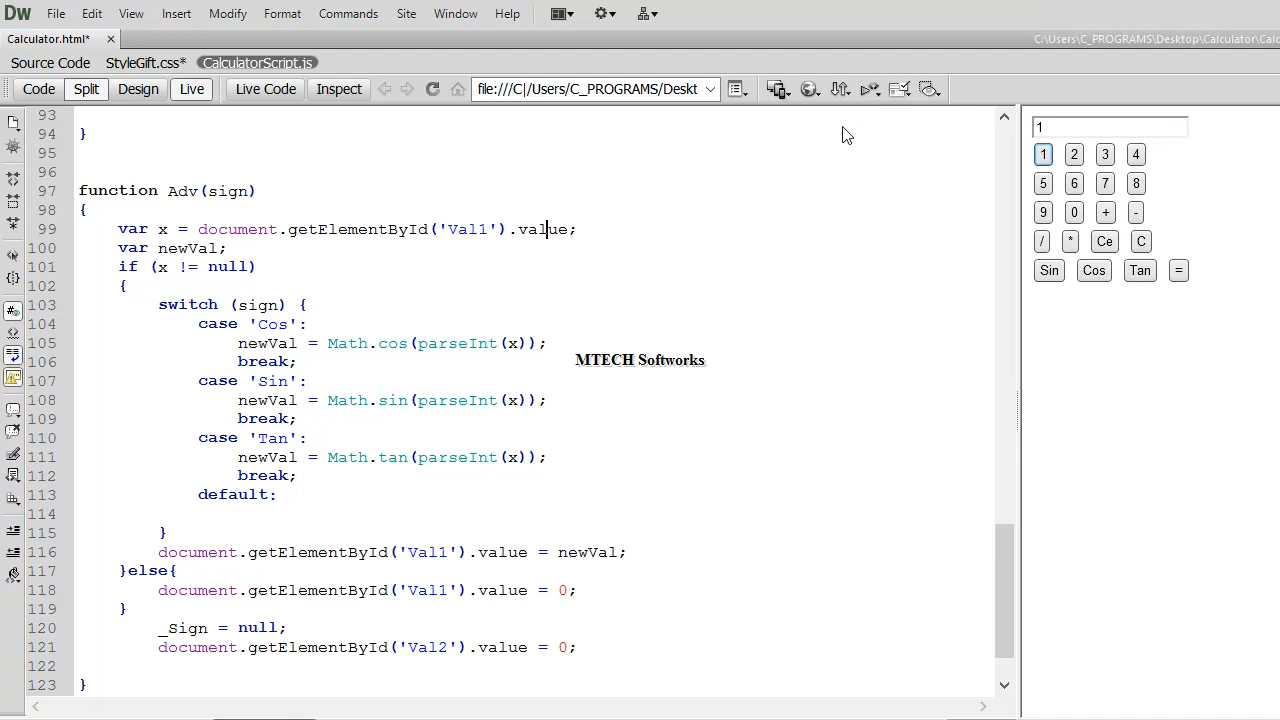 Dw File Edit View Insert Modify Format Commands Site Window Help
Calculator.html* × C:\Users\C_PROGRAMS\Desktop\Calculator\Calc
Source Code StyleGift.css* CalculatorScript.js
Code Split Design Live Live Code Inspect file:///C|/Users/C_PROGRAMS/Deskt
93
94 }
95
96
97 function Adv(sign)
98 {
99 var x = document.getElementById('Val1').value;
100 var newVal;
101 if (x != null)
102 {
103 switch (sign) {
104 case 'Cos':
105 newVal = Math.cos(parseInt(x));
106 break;
107 case 'Sin':
108 newVal = Math.sin(parseInt(x));
109 break;
110 case 'Tan':
111 newVal = Math.tan(parseInt(x));
112 break;
113 default:
114
115 }
116 document.getElementById('Val1').value = newVal;
117 }else{
118 document.getElementById('Val1').value = 0;
119 }
120 _Sign = null;
121 document.getElementById('Val2').value = 0;
122
123 }
MTECH Softworks
1
1 2 3 4
5 6 7 8
9 0 + -
/ * Ce C
Sin Cos Tan =